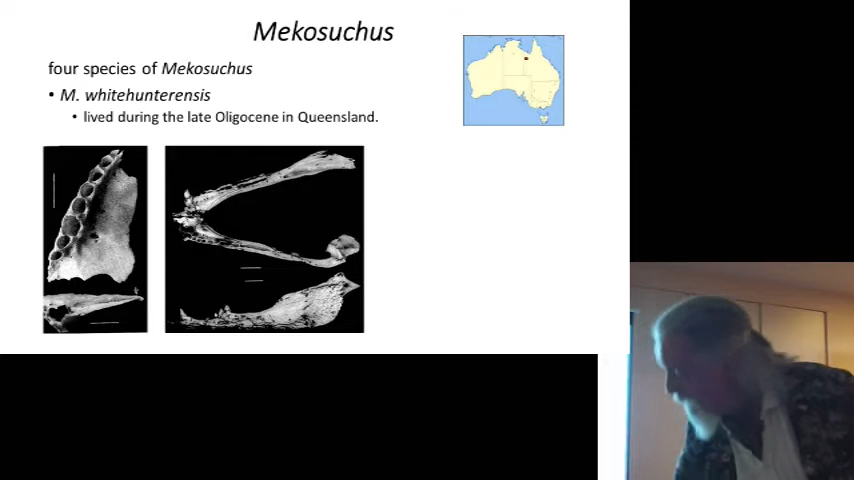 Mekosuchus
four species of Mekosuchus
• M. whitehunterensis
• lived during the late Oligocene in Queensland.